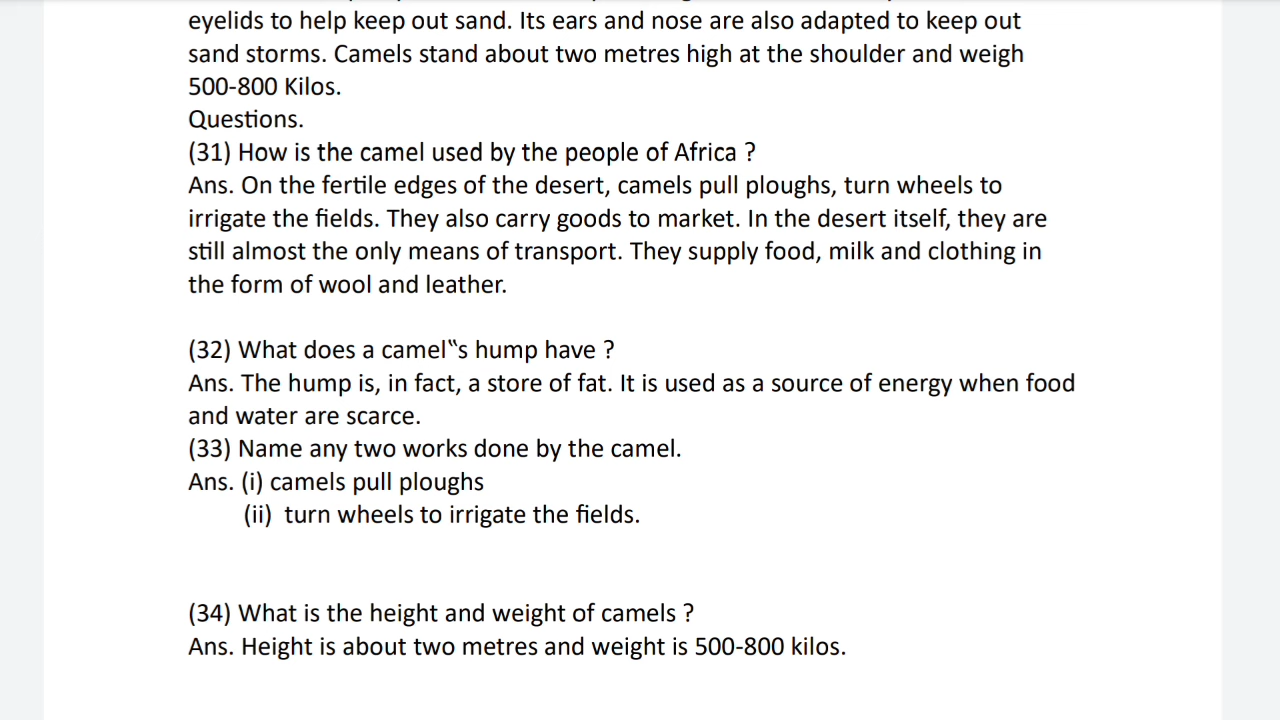 eyelids to help keep out sand. Its ears and nose are also adapted to keep out
sand storms. Camels stand about two metres high at the shoulder and weigh
500-800 Kilos.
Questions.
(31) How is the camel used by the people of Africa ?
Ans. On the fertile edges of the desert, camels pull ploughs, turn wheels to
irrigate the fields. They also carry goods to market. In the desert itself, they are
still almost the only means of transport. They supply food, milk and clothing in
the form of wool and leather.
(32) What does a camel‟s hump have ?
Ans. The hump is, in fact, a store of fat. It is used as a source of energy when food
and water are scarce.
(33) Name any two works done by the camel.
Ans. (i) camels pull ploughs
(ii) turn wheels to irrigate the fields.
(34) What is the height and weight of camels ?
Ans. Height is about two metres and weight is 500-800 kilos.